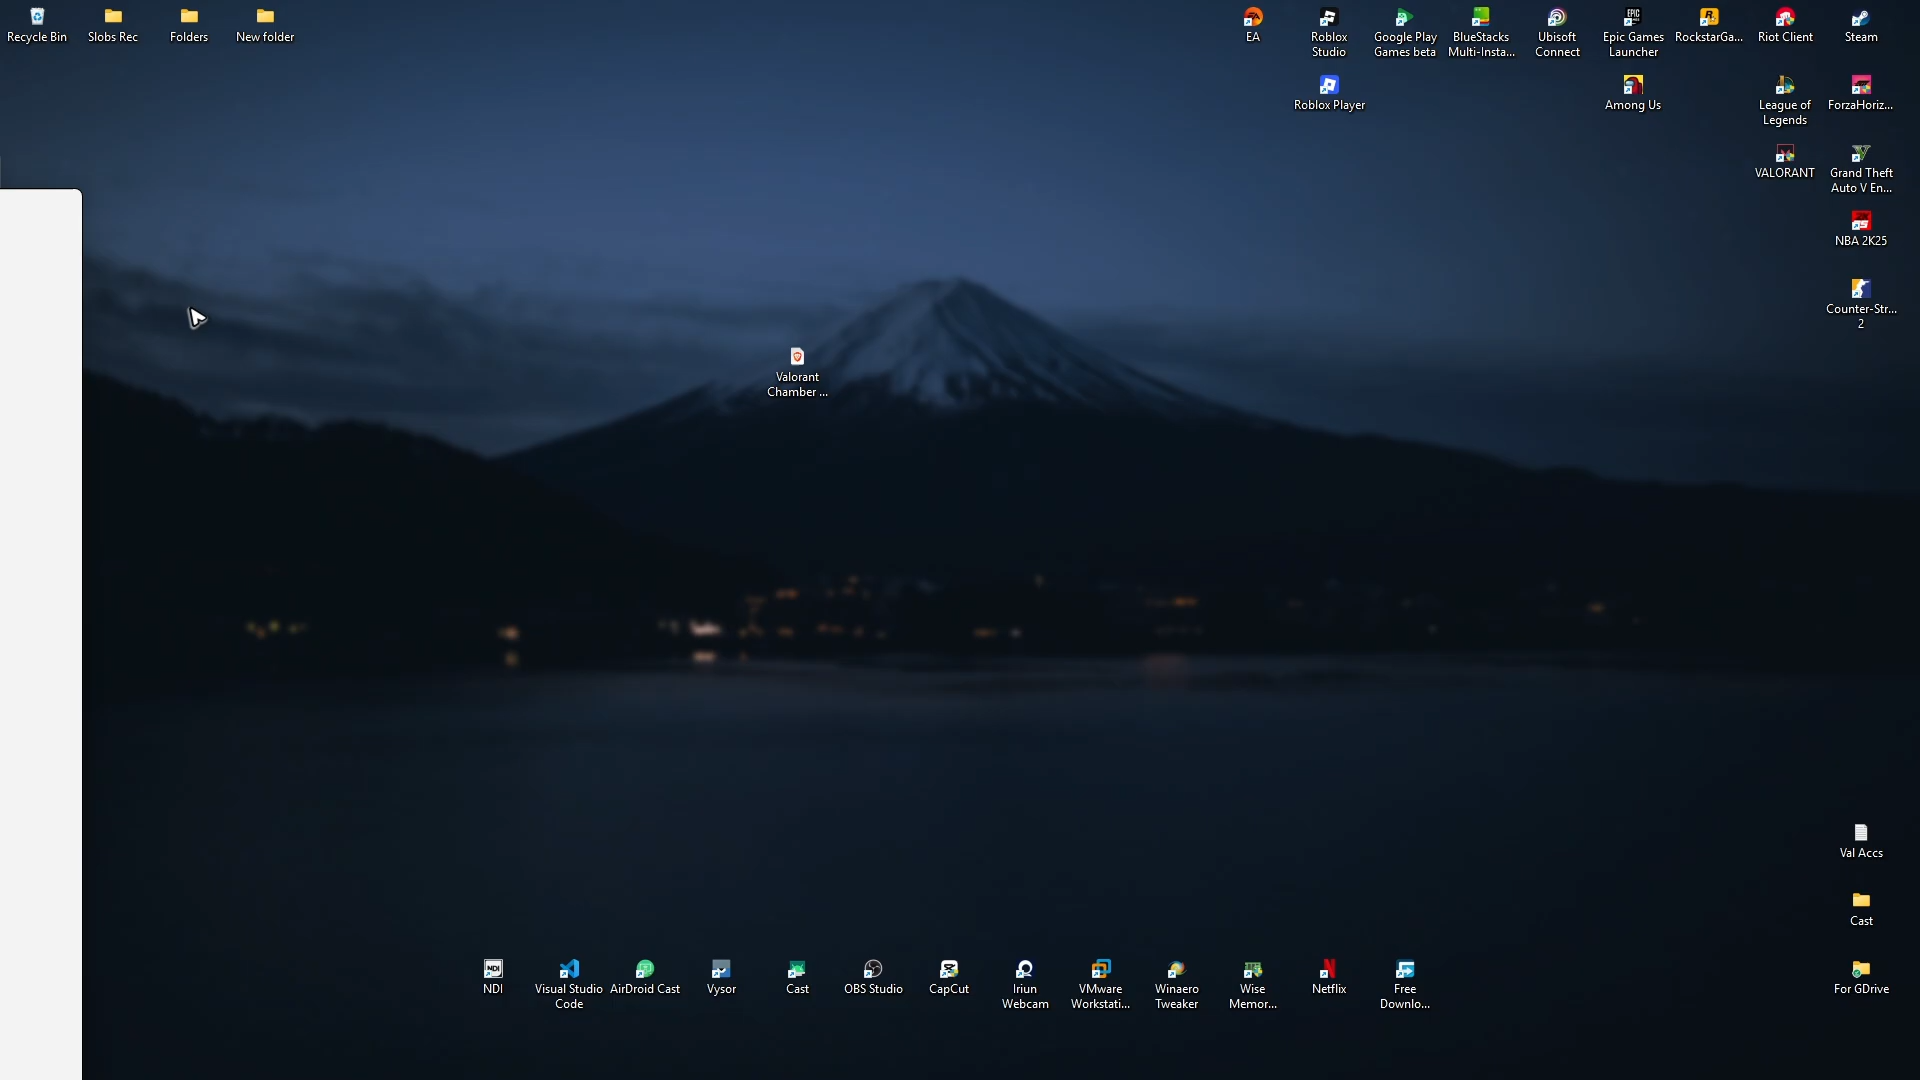 Recycle Bin
Slobs Rec
Folders
New folder
EA
Roblox
Studio
Google Play
Games beta
BlueStacks
Multi-Insta...
Ubisoft
Connect
Epic Games
Launcher
RockstarGa...
Riot Client
Steam
Roblox Player
Among Us
League of
Legends
ForzaHoriz...
VALORANT
Grand Theft
Auto V En...
NBA 2K25
Counter-Str...
2
Valorant
Chamber ...
Val Accs
Cast
NDI
Visual Studio
Code
AirDroid Cast
Vysor
Cast
OBS Studio
CapCut
Iriun
Webcam
VMware
Workstati...
Winaero
Tweaker
Wise
Memor...
Netflix
Free
Downlo...
For GDrive